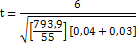 t = 6 / √([793,9 / 55] [0,04 + 0,03])